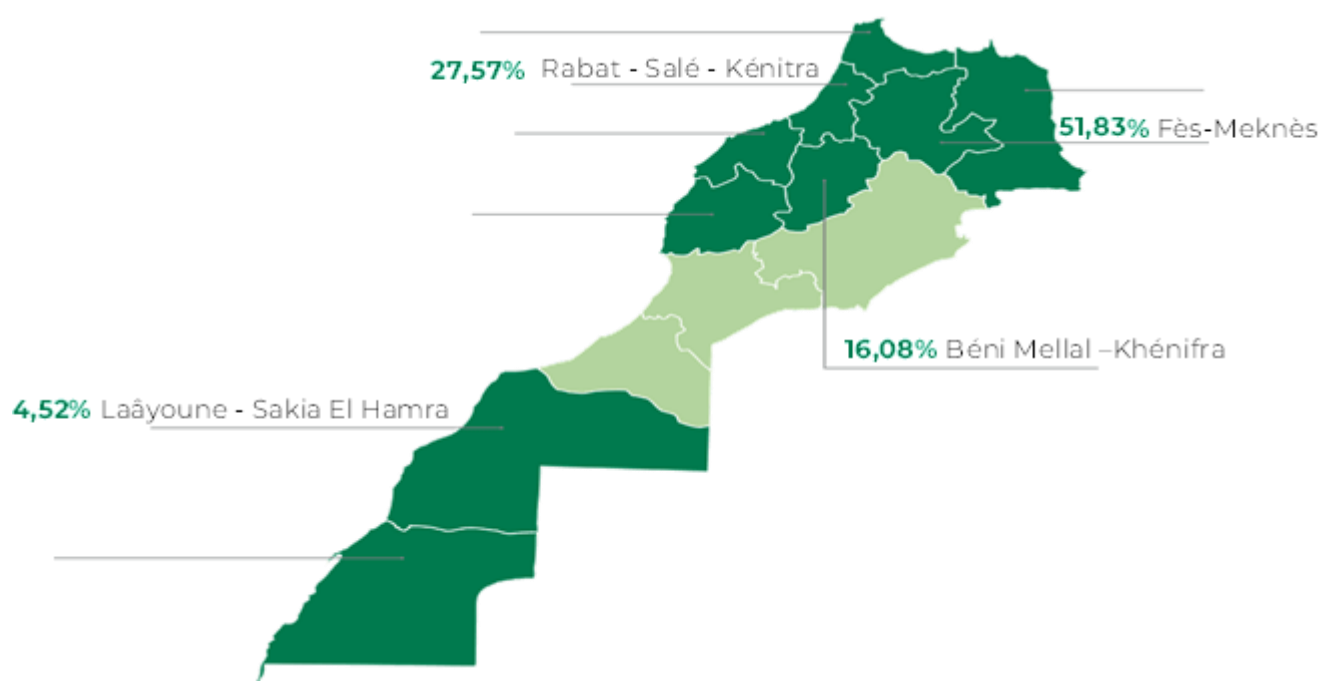 27,57% Rabat - Salé - Kénitra
51,83% Fès-Meknès
16,08% Béni Mellal –Khénifra
4,52% Laâyoune - Sakia El Hamra